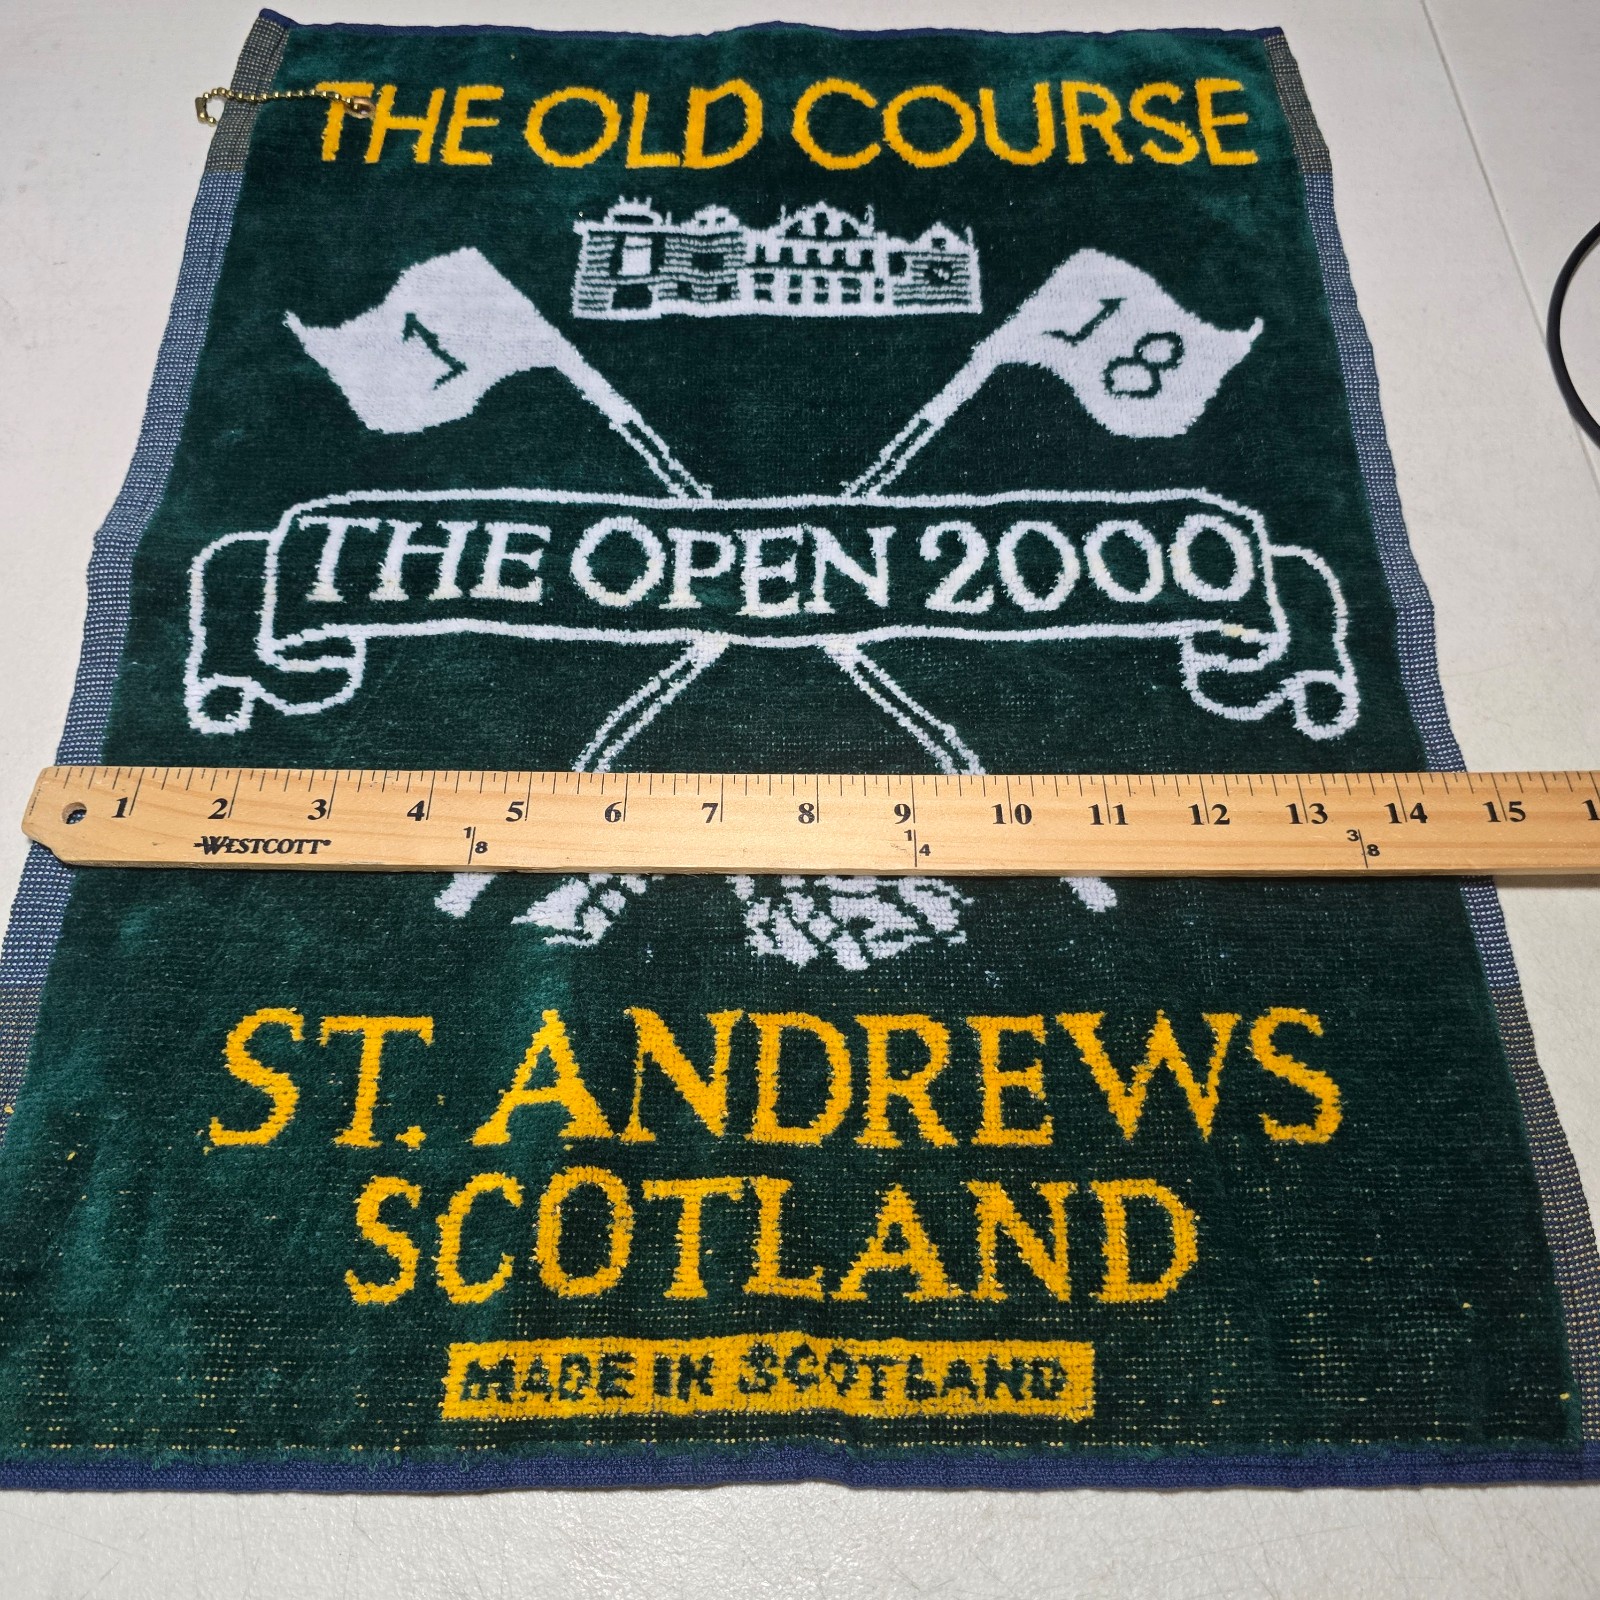 THE OLD COURSE
1 18
THE OPEN 2000
1 2 3 4 5 6 7 8 9 10 11 12 13 14 15 1
WESTCOTT® 1/8 1/4 3/8
ST. ANDREWS
SCOTLAND
MADE IN SCOTLAND